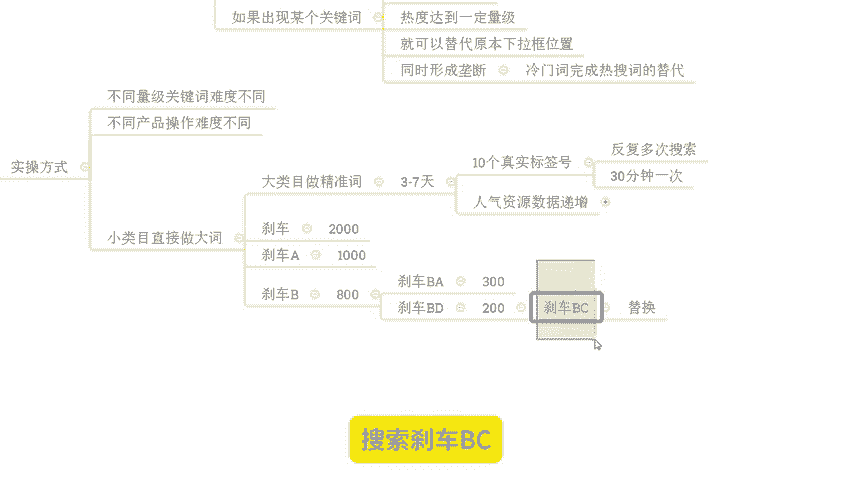 如果出现某个关键词
热度达到一定量级
就可以替代原本下拉框位置
同时形成垄断
冷门词完成热搜词的替代
实操方式
不同量级关键词难度不同
不同产品操作难度不同
小类目直接做大词
大类目做精准词
3-7天
10个真实标签号
反复多次搜索
30分钟一次
人气资源数据递增
刹车
2000
刹车A
1000
刹车B
800
刹车BA
300
刹车BD
200
刹车BC
替换
搜索刹车BC